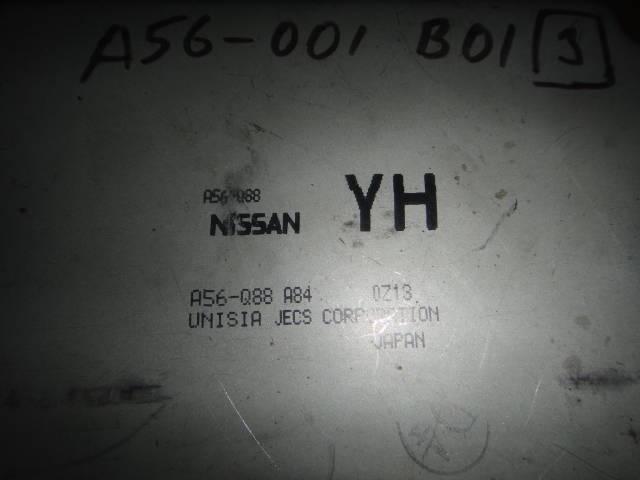 A56-001 B01 3
A56-Q88
NISSAN YH
A56-Q88 A84 0Z13
UNISIA JECS CORPORATION
JAPAN